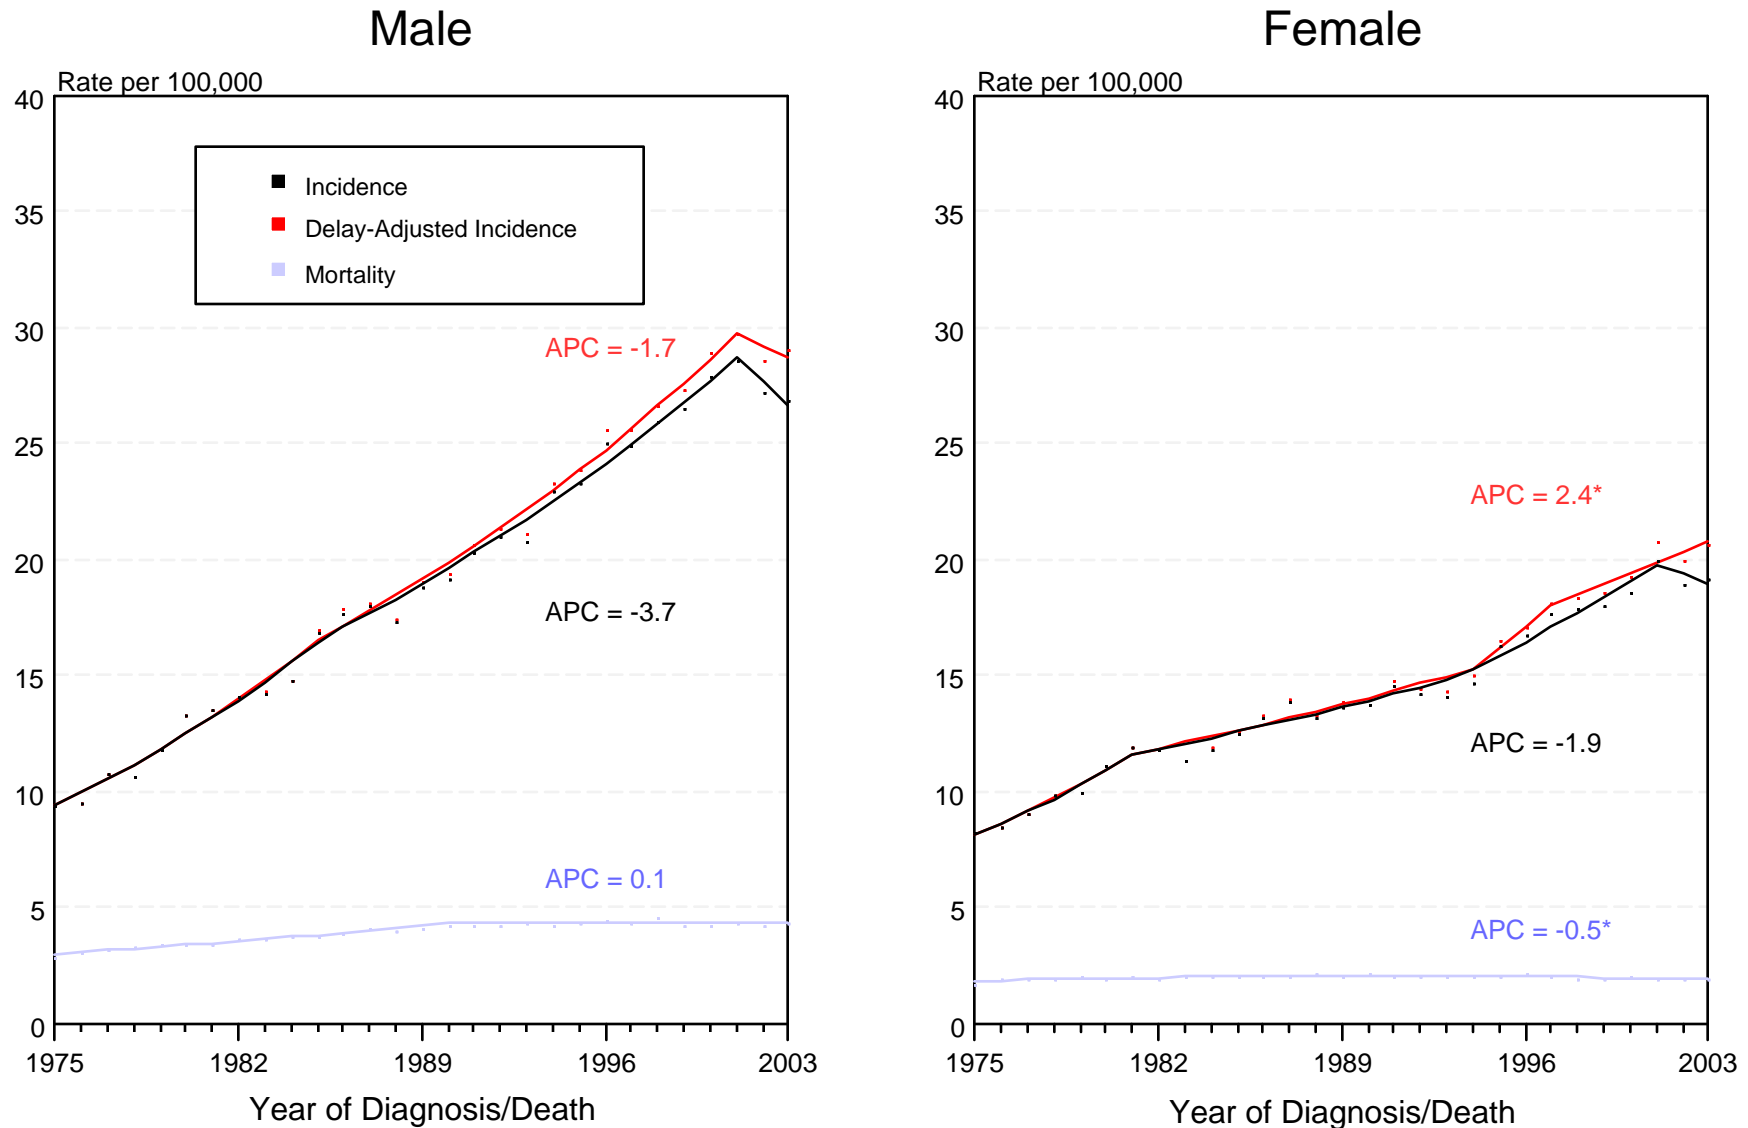 Male
Rate per 100,000
40
35
30
25
20
15
10
5
0
Incidence
Delay-Adjusted Incidence
Mortality
APC = -1.7
APC = -3.7
APC = 0.1
1975 1982 1989 1996 2003
Year of Diagnosis/Death
Female
Rate per 100,000
40
35
30
25
20
15
10
5
0
APC = 2.4*
APC = -1.9
APC = -0.5*
1975 1982 1989 1996 2003
Year of Diagnosis/Death